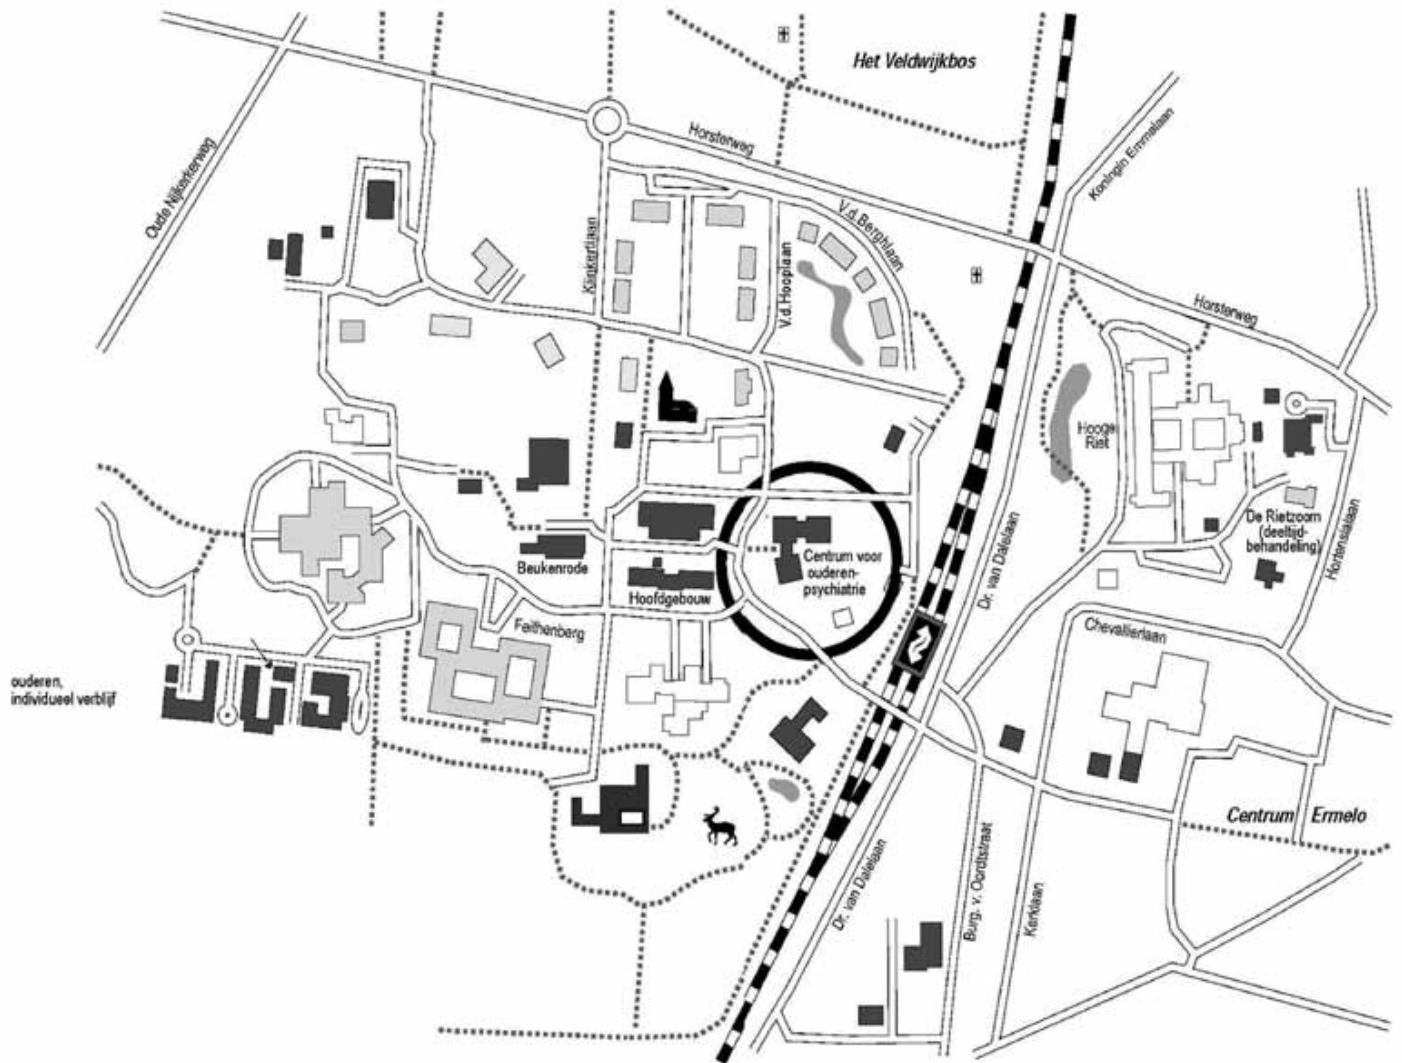 Het Veldwijkbos
Horsterweg
Koningin Emmalaan
Oude Nijkerkerweg
Klinkertlaan
V.d. Hooplaan
V.d. Berghlaan
Horsterweg
Hooge
Riet
De Rietzoom
(deeltijd-
behandeling)
Hortensialaan
Dr. van Dalelaan
Centrum voor
ouderen-
psychiatrie
Beukenrode
Hoofdgebouw
Feithenberg
Chevallierlaan
ouderen,
individueel verblijf
Centrum Ermelo
Dr. van Dalelaan
Burg. v. Oordtstraat
Kerklaan